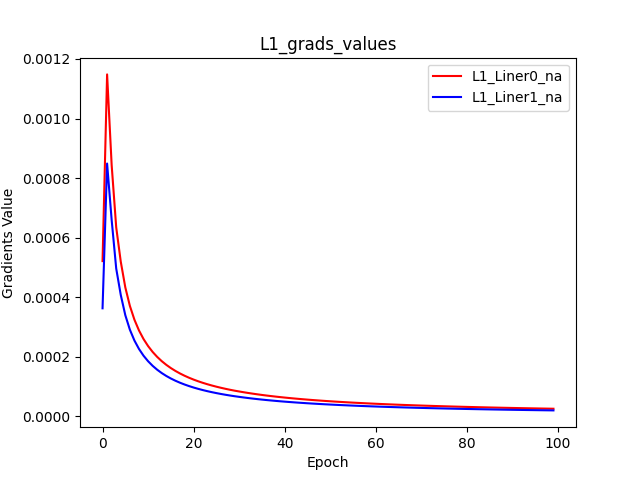 L1_grads_values
L1_Liner0_na
L1_Liner1_na
Gradients Value
0.0012
0.0010
0.0008
0.0006
0.0004
0.0002
0.0000
0 20 40 60 80 100
Epoch